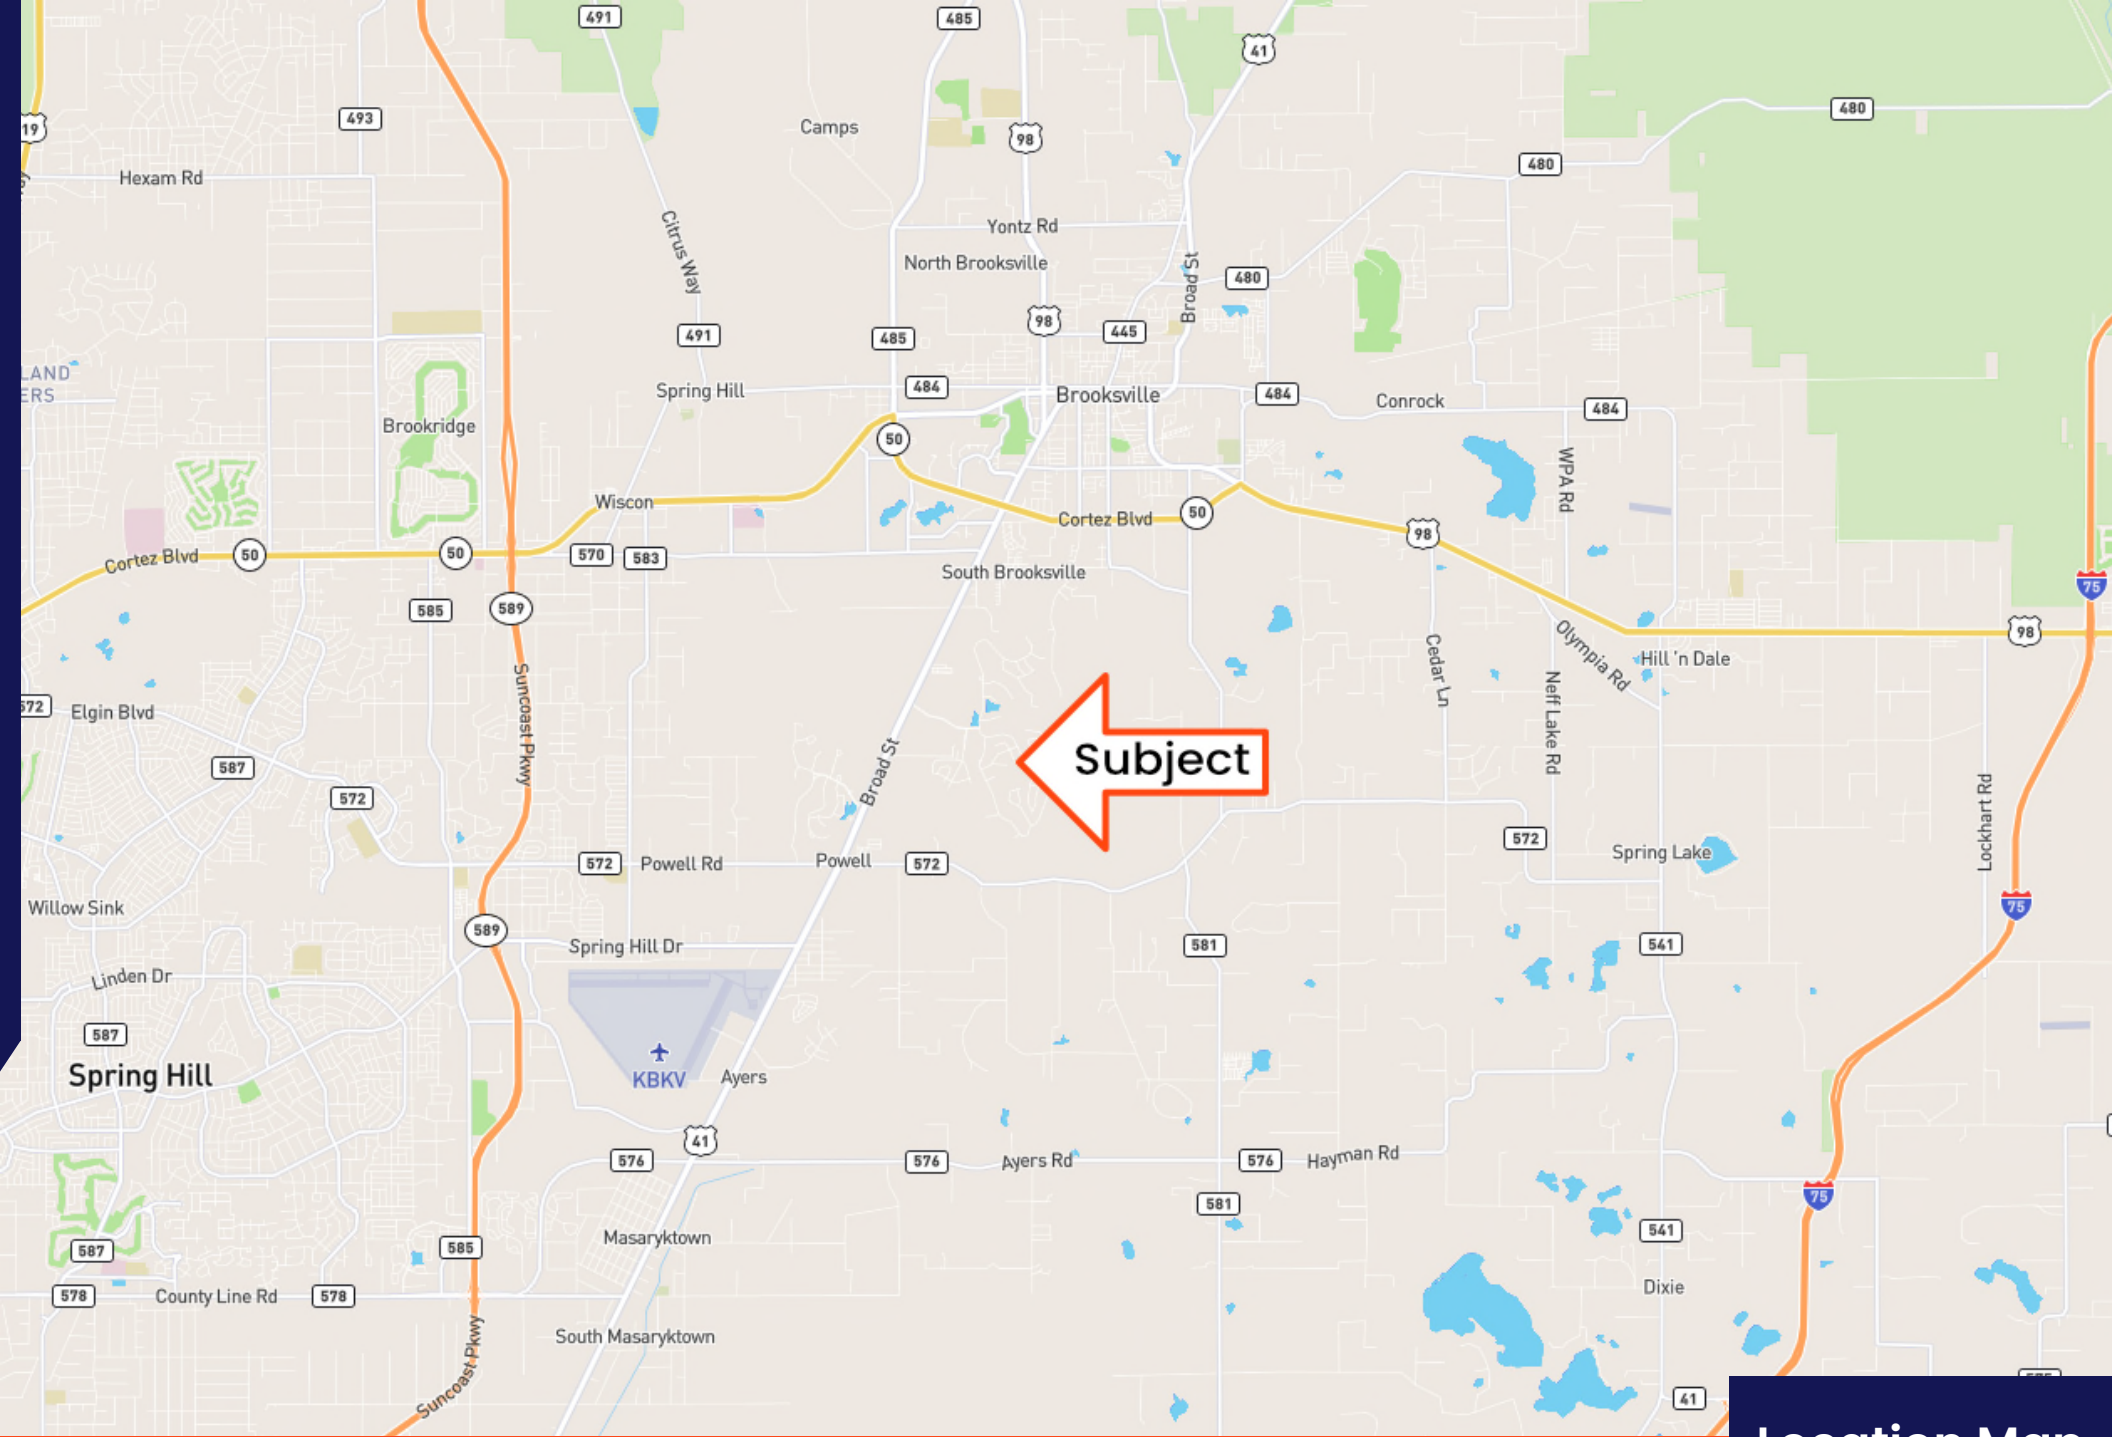 491
485
41
19
493
Camps
98
480
480
Hexam Rd
Citrus Way
Yontz Rd
North Brooksville
Broad St
480
98
445
491
485
LAND
ERS
Spring Hill
484
Brooksville
484
Conrock
484
Brookridge
50
WPA Rd
Wiscon
Cortez Blvd
50
98
Cortez Blvd
50
50
570
583
South Brooksville
75
585
589
98
Olympia Rd
Hill 'n Dale
Cedar Ln
Suncoast Pkwy
Neff Lake Rd
572
Elgin Blvd
Broad St
Subject
587
572
Lockhart Rd
572
Spring Lake
572
Powell Rd
Powell
572
Willow Sink
75
589
Spring Hill Dr
581
541
Linden Dr
587
Spring Hill
KBKV
Ayers
41
576
576
Ayers Rd
576
Hayman Rd
75
581
Masaryktown
541
587
585
Dixie
578
County Line Rd
578
South Masaryktown
Suncoast Pkwy
41
Location Map